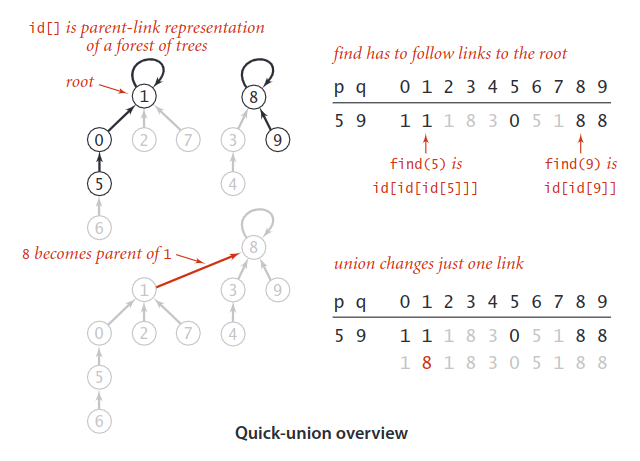 id[] is parent-link representation
of a forest of trees
root
1
8
0
2
7
3
9
5
4
6
8 becomes parent of 1
8
1
3
9
0
2
7
4
5
6
find has to follow links to the root
p q 0 1 2 3 4 5 6 7 8 9
5 9 1 1 1 8 3 0 5 1 8 8
find(5) is
id[id[id[5]]]
find(9) is
id[id[9]]
union changes just one link
p q 0 1 2 3 4 5 6 7 8 9
5 9 1 1 1 8 3 0 5 1 8 8
1 8 1 8 3 0 5 1 8 8
Quick-union overview